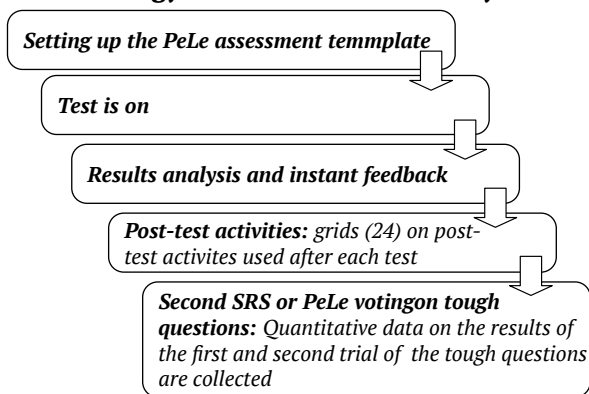 Setting up the PeLe assessment temmplate
Test is on
Results analysis and instant feedback
Post-test activities: grids (24) on post-
test activites used after each test
Second SRS or PeLe votingon tough
questions: Quantitative data on the results of
the first and second trial of the tough questions
are collected